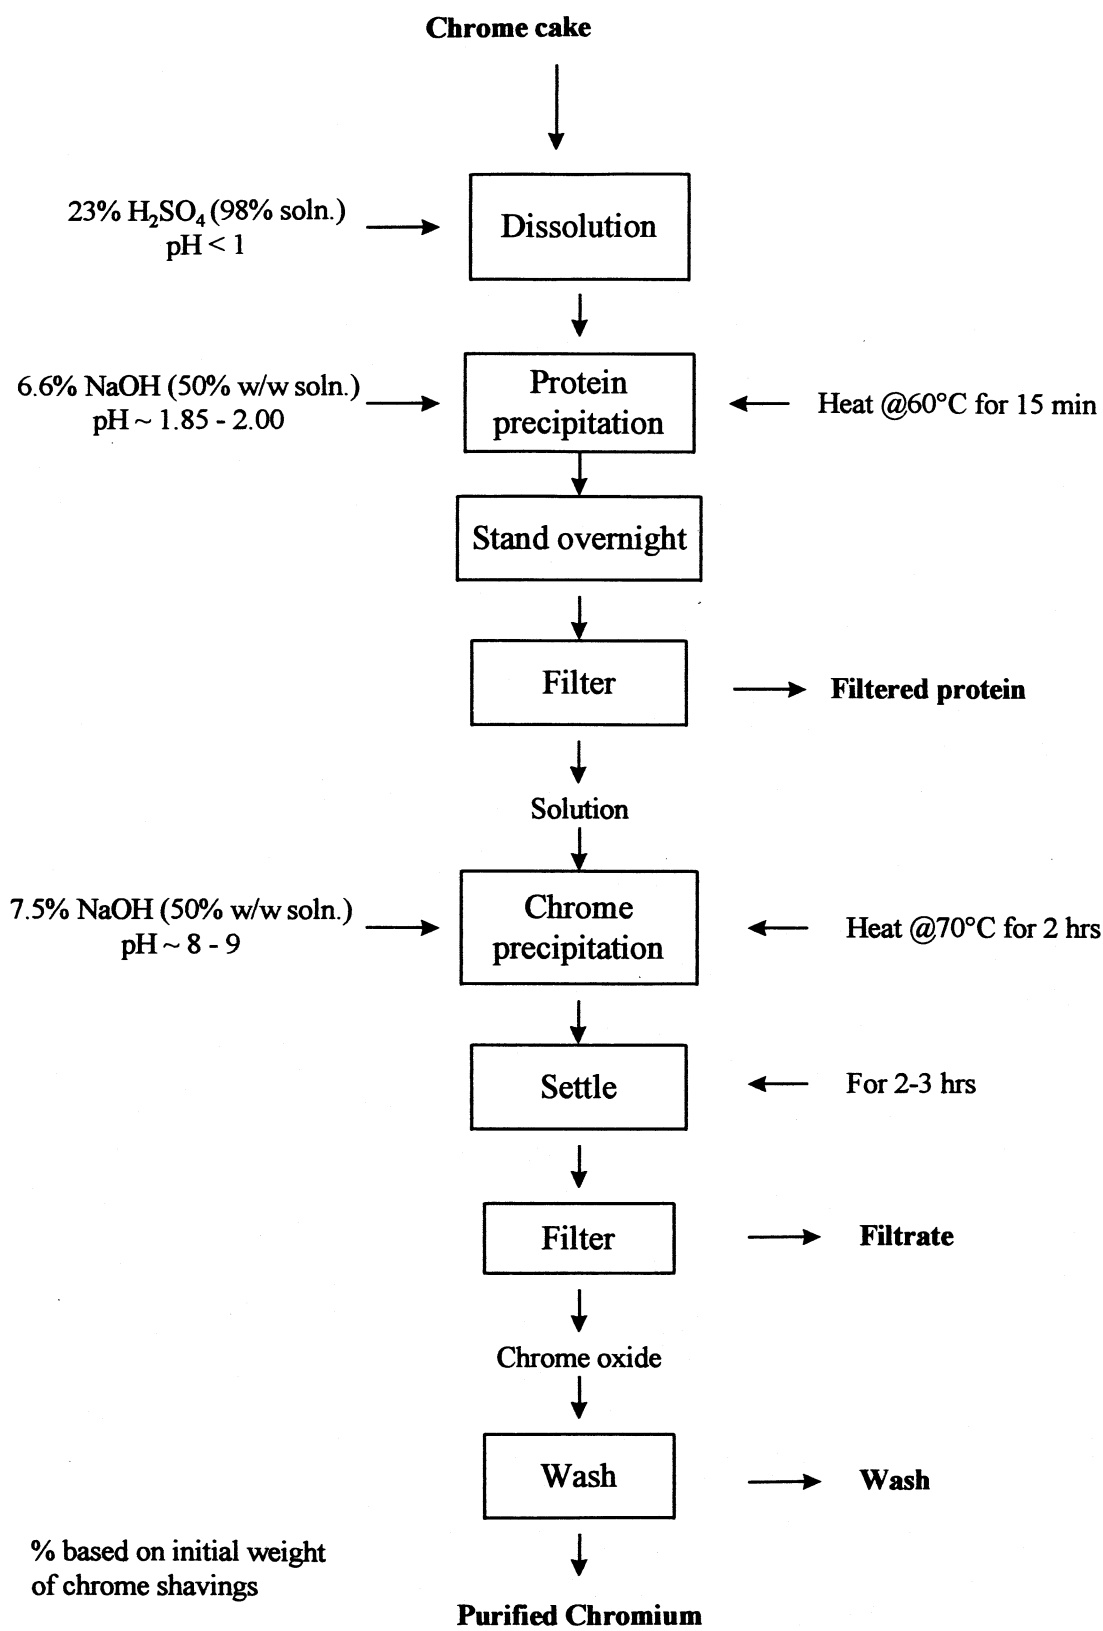 Chrome cake
23% H₂SO₄ (98% soln.)
pH < 1
Dissolution
6.6% NaOH (50% w/w soln.)
pH ~ 1.85 - 2.00
Protein
precipitation
Heat @60°C for 15 min
Stand overnight
Filter
Filtered protein
Solution
7.5% NaOH (50% w/w soln.)
pH ~ 8 - 9
Chrome
precipitation
Heat @70°C for 2 hrs
Settle
For 2-3 hrs
Filter
Filtrate
Chrome oxide
Wash
Wash
% based on initial weight
of chrome shavings
Purified Chromium